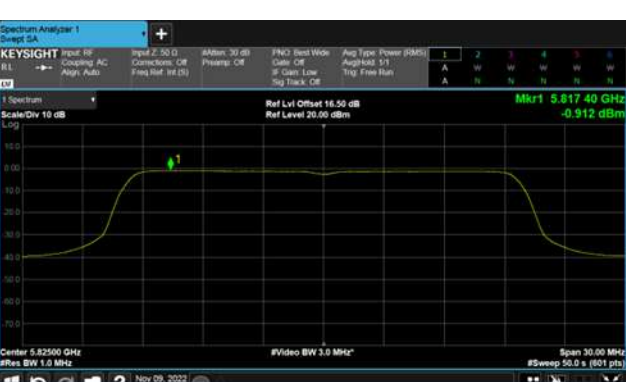 Spectrum Analyzer 1
Swept SA
+
KEYSIGHT Input: RF Input Z: 50 Ω #Atten: 30 dB PNO: Best Wide Avg Type: Power (RMS) 1 2 3 4 5 6
RL Coupling: AC Corrections: Off Preamp: Off Gate: Off Avg|Hold: 1/1 A W W W W W
Align: Auto Freq Ref: Int (S) IF Gain: Low Trig: Free Run
Sig Track: Off A N N N N N
LXI
1 Spectrum Ref Lvl Offset 16.50 dB Mkr1 5.817 40 GHz
Scale/Div 10 dB Ref Level 20.00 dBm -0.912 dBm
Log
10.0
0.00
-10.0
-20.0
-30.0
-40.0
-50.0
-60.0
-70.0
1
Center 5.82500 GHz #Video BW 3.0 MHz* Span 30.00 MHz
#Res BW 1.0 MHz #Sweep 50.0 s (601 pts)
? Nov 09, 2022